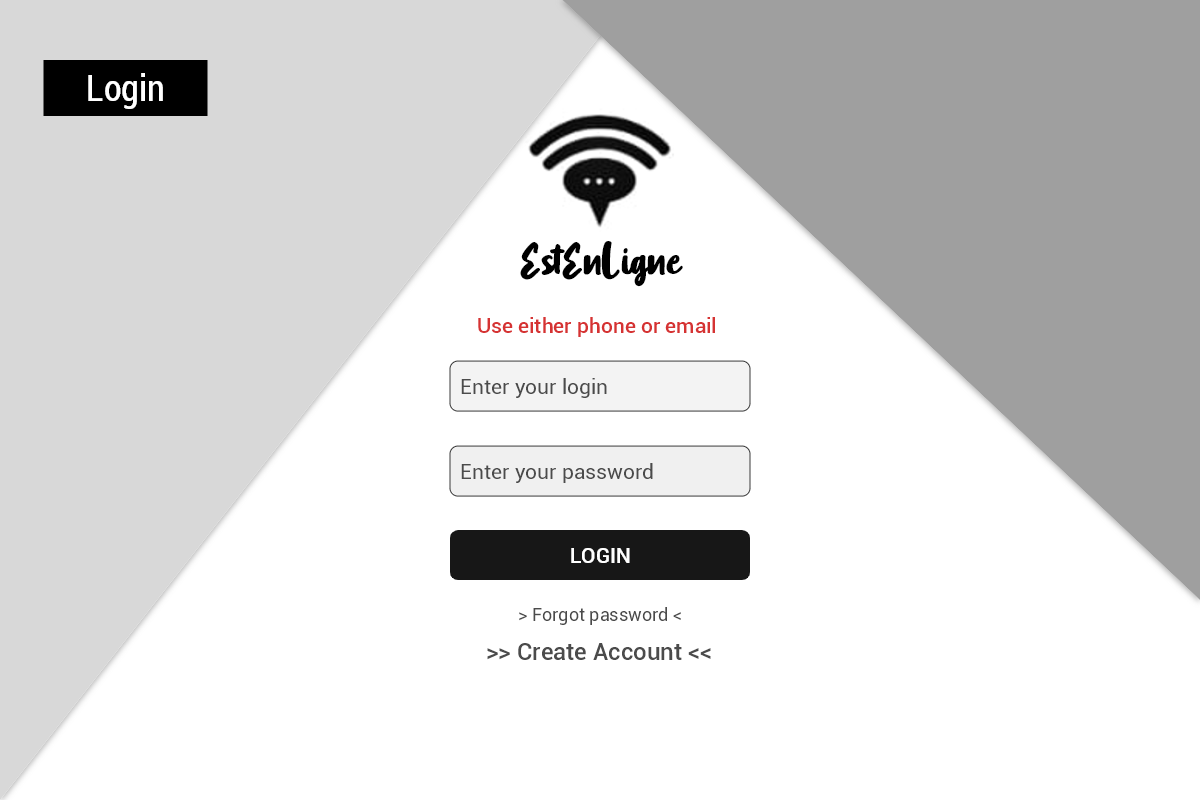 Login
EstEnLigne
Use either phone or email
Enter your login
Enter your password
LOGIN
> Forgot password <
>> Create Account <<